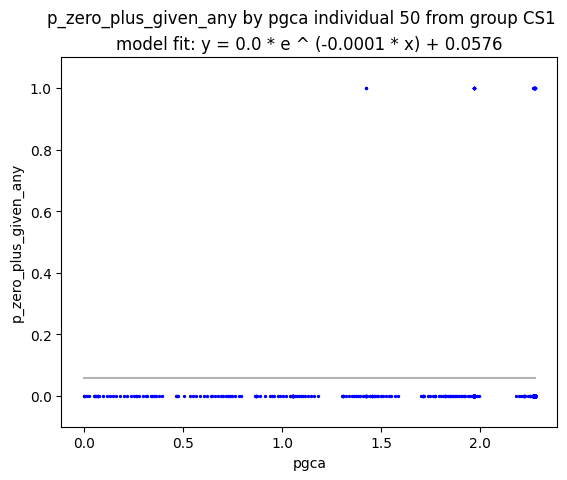 p_zero_plus_given_any by pgca individual 50 from group CS1
model fit: y = 0.0 * e ^ (-0.0001 * x) + 0.0576
1.0
0.8
0.6
0.4
0.2
0.0
p_zero_plus_given_any
0.0 0.5 1.0 1.5 2.0
pgca